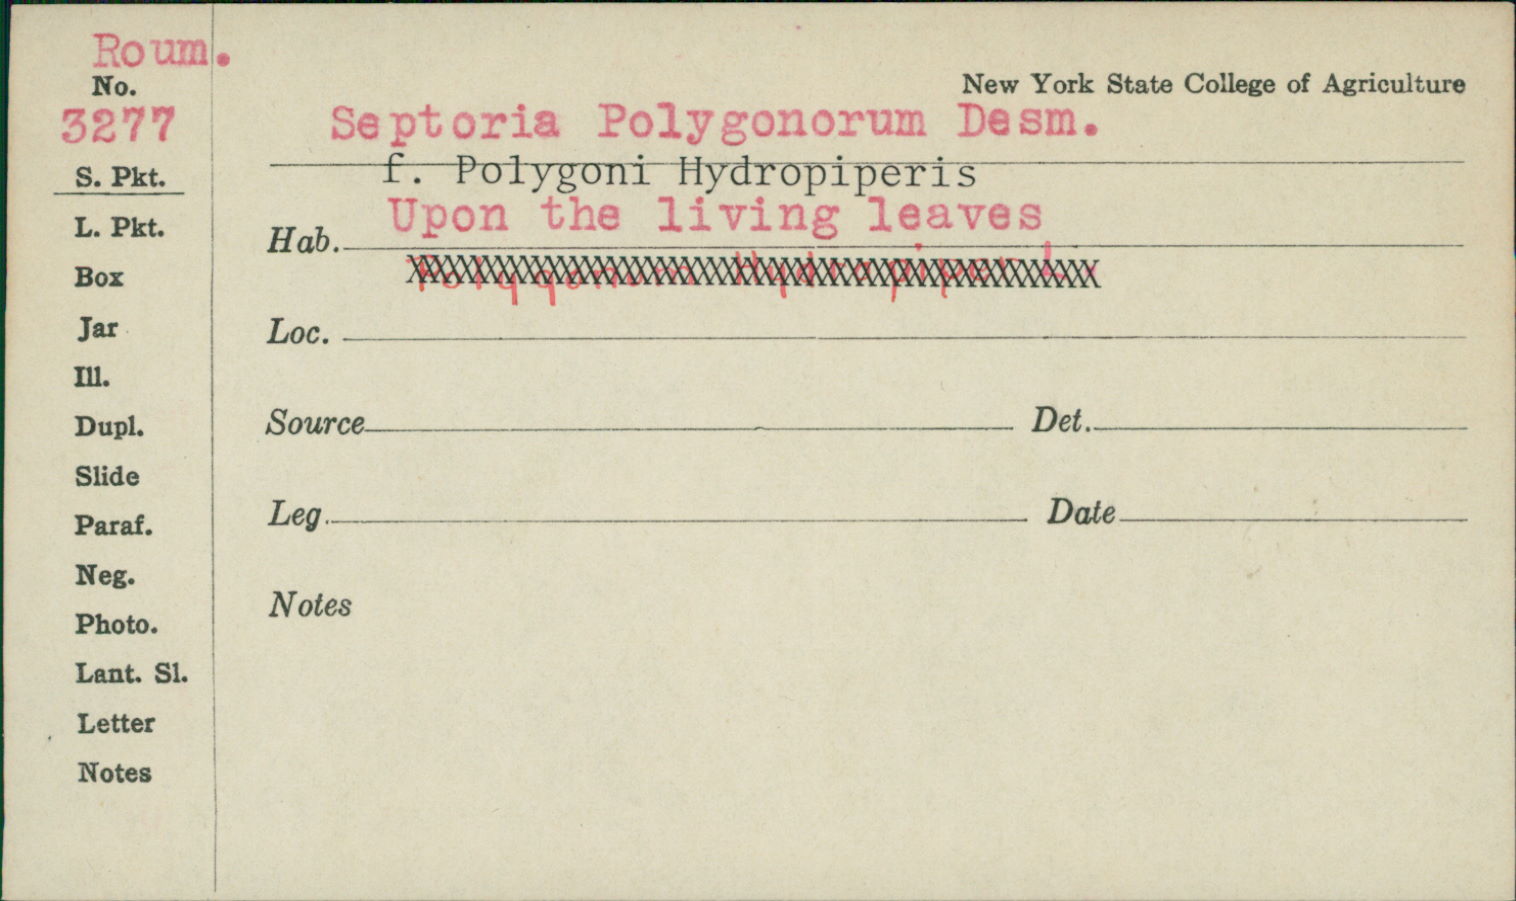 Roum.
No.
3277
S. Pkt.
L. Pkt.
Box
Jar
Ill.
Dupl.
Slide
Paraf.
Neg.
Photo.
Lant. Sl.
Letter
Notes
New York State College of Agriculture
Septoria Polygonorum Desm.
f. Polygoni Hydropiperis
Hab. Upon the living leaves
Loc.
Source Det.
Leg. Date
Notes